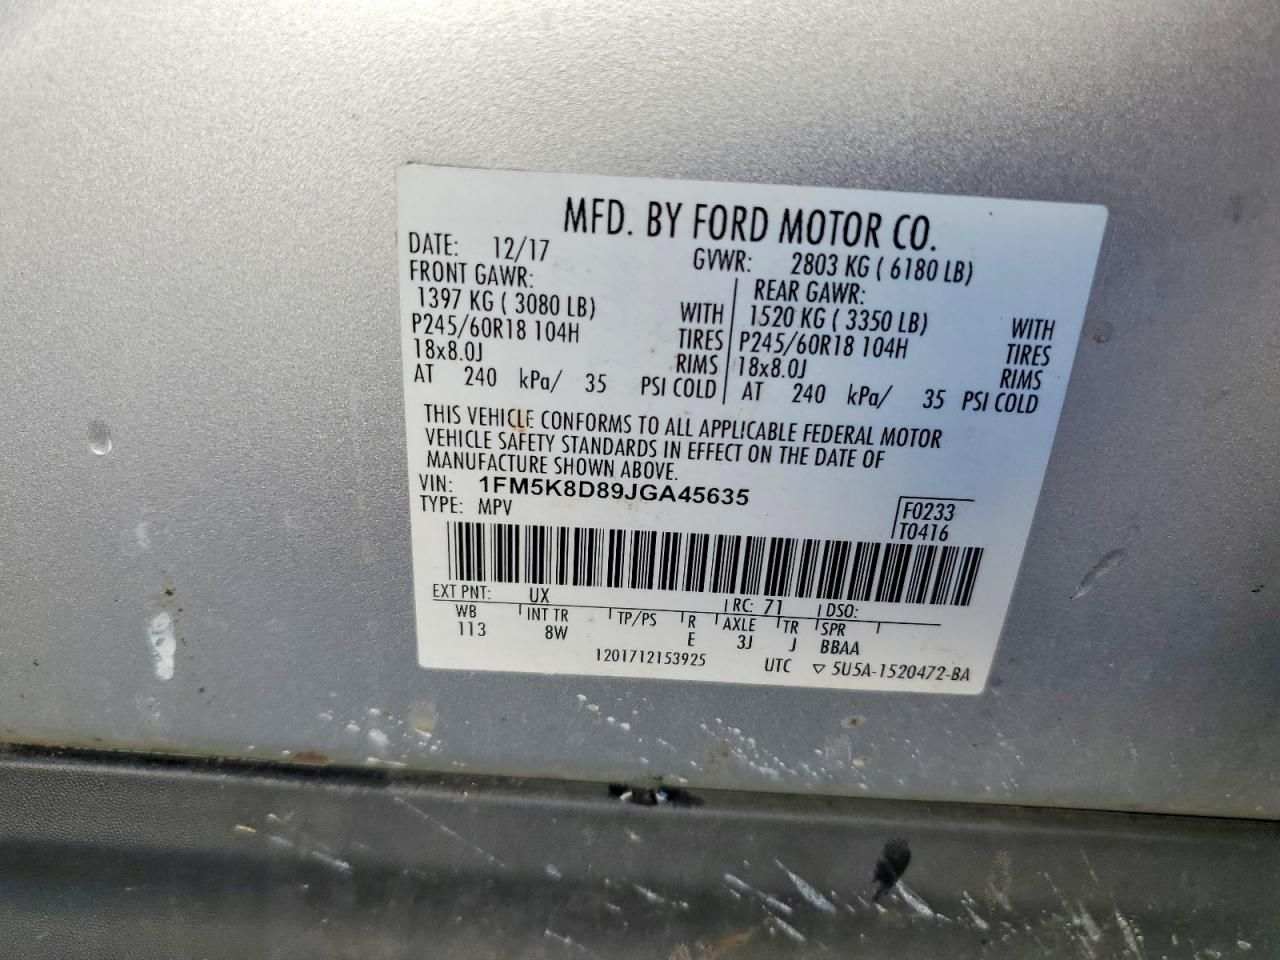 MFD. BY FORD MOTOR CO.
DATE: 12/17 GVWR: 2803 KG ( 6180 LB)
FRONT GAWR: REAR GAWR:
1397 KG ( 3080 LB) WITH 1520 KG ( 3350 LB) WITH
P245/60R18 104H TIRES P245/60R18 104H TIRES
18x8.0J RIMS 18x8.0J RIMS
AT 240 kPa/ 35 PSI COLD AT 240 kPa/ 35 PSI COLD
THIS VEHICLE CONFORMS TO ALL APPLICABLE FEDERAL MOTOR
VEHICLE SAFETY STANDARDS IN EFFECT ON THE DATE OF
MANUFACTURE SHOWN ABOVE.
VIN: 1FM5K8D89JGA45635
TYPE: MPV
F0233
T0416
EXT PNT: UX RC: 71 DSO:
WB INT TR TP/PS R AXLE TR SPR
113 8W E 3J J BBAA
1201712153925 UTC ▽ 5U5A-1520472-BA